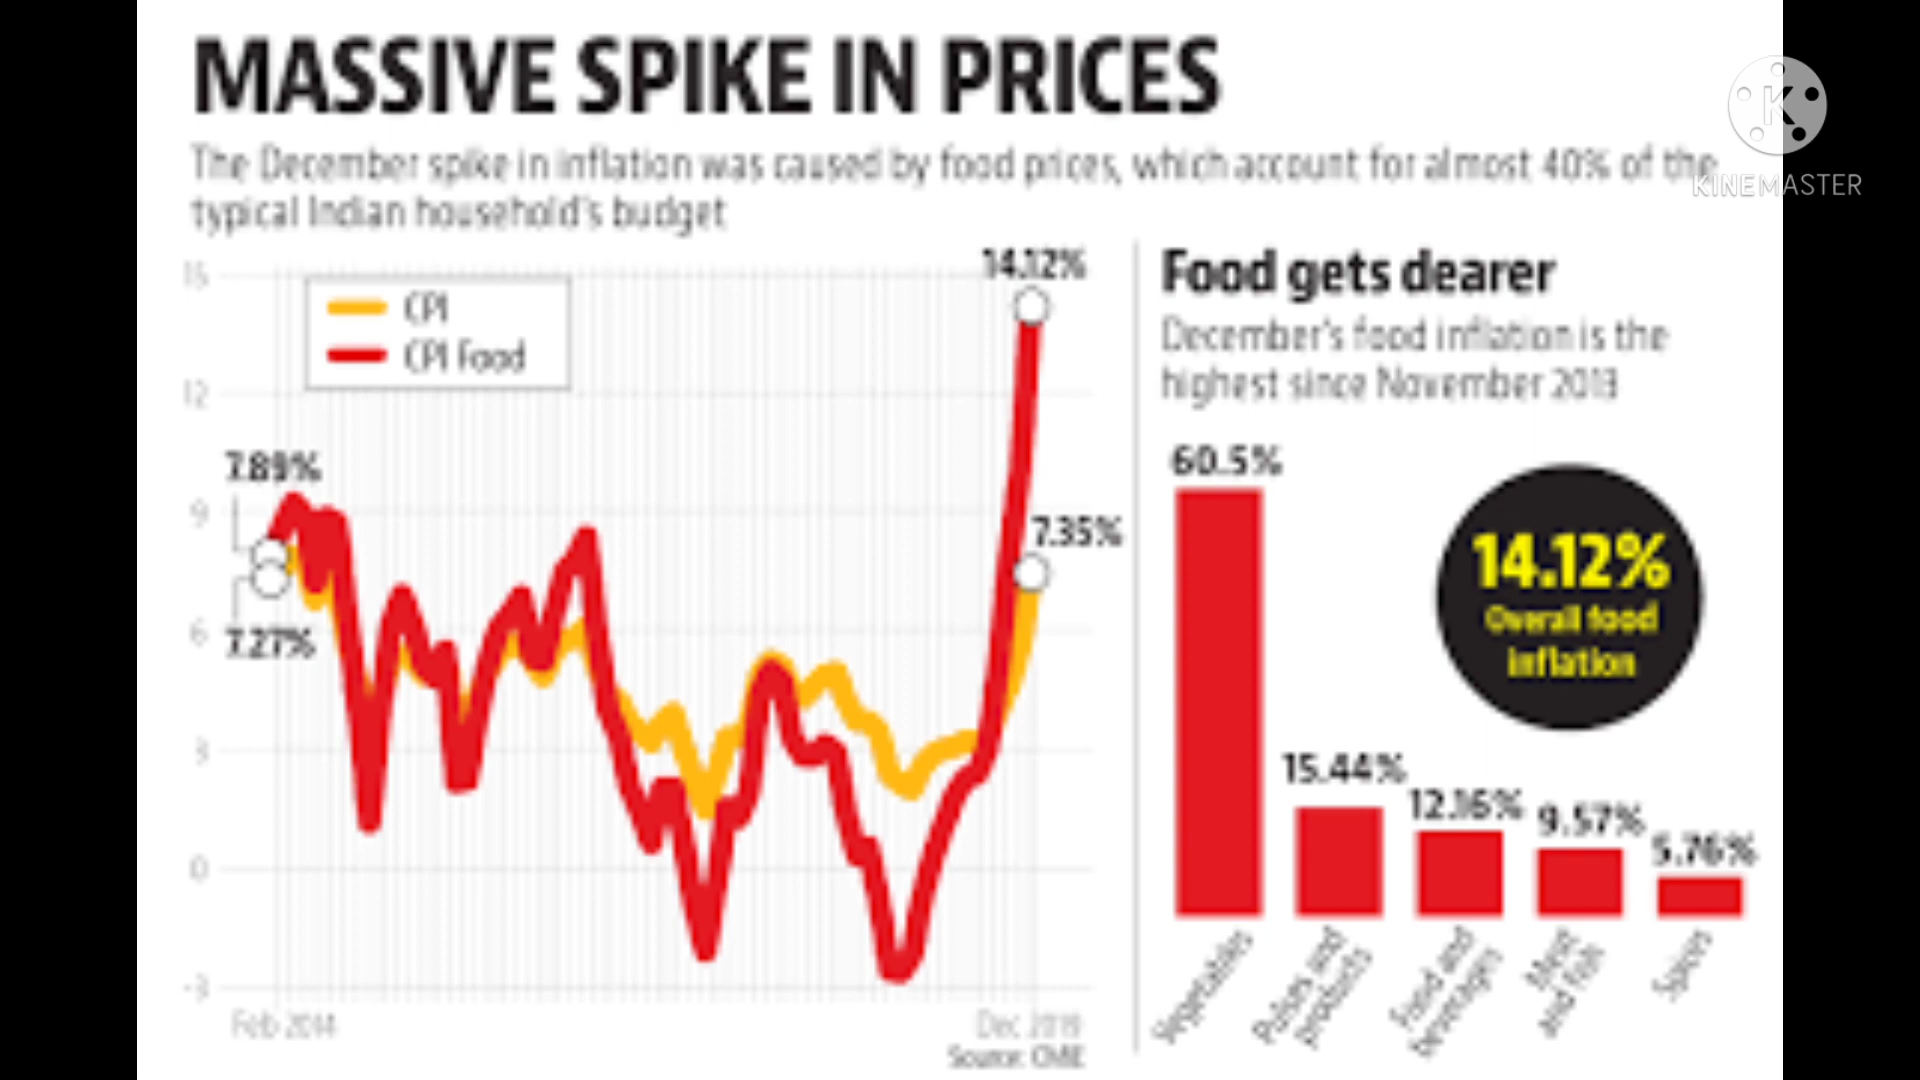 MASSIVE SPIKE IN PRICES
The December spike in inflation was caused by food prices, which account for almost 40% of the
typical Indian household's budget
K
KINEMASTER
15
12
9
6
3
0
-3
CPI
CPI Food
7.89%
7.27%
14.12%
7.35%
Feb 2014
Dec 2019
Source: CMIE
Food gets dearer
December's food inflation is the
highest since November 2013
60.5%
15.44%
12.16%
9.57%
5.76%
14.12%
Overall food
inflation
Vegetables
Pulses and
products
Food and
beverages
Meat
and fish
Spices